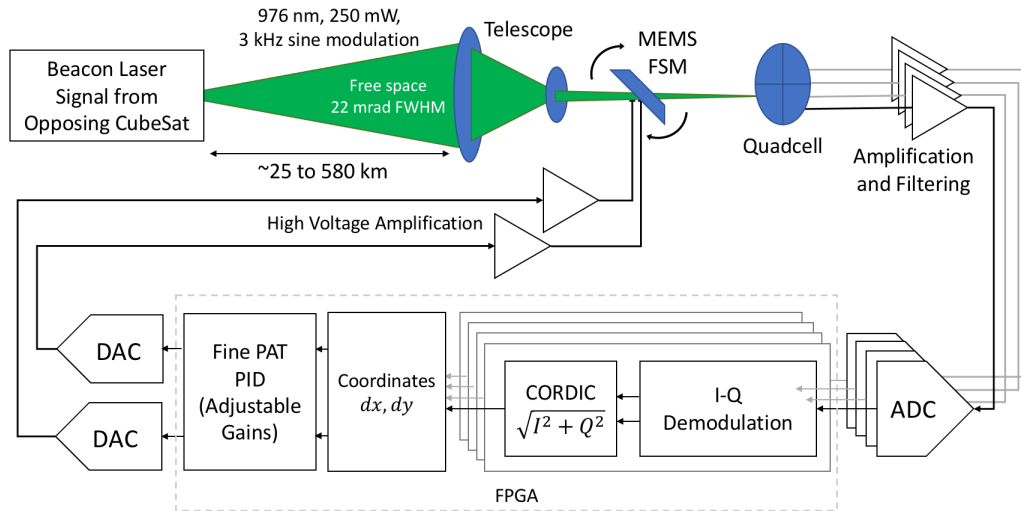 976 nm, 250 mW,
3 kHz sine modulation
Telescope
MEMS
FSM
Beacon Laser
Signal from
Opposing CubeSat
Free space
22 mrad FWHM
~25 to 580 km
Quadcell
Amplification
and Filtering
High Voltage Amplification
DAC
DAC
Fine PAT
PID
(Adjustable
Gains)
Coordinates
dx, dy
CORDIC
√I² + Q²
I-Q
Demodulation
ADC
FPGA